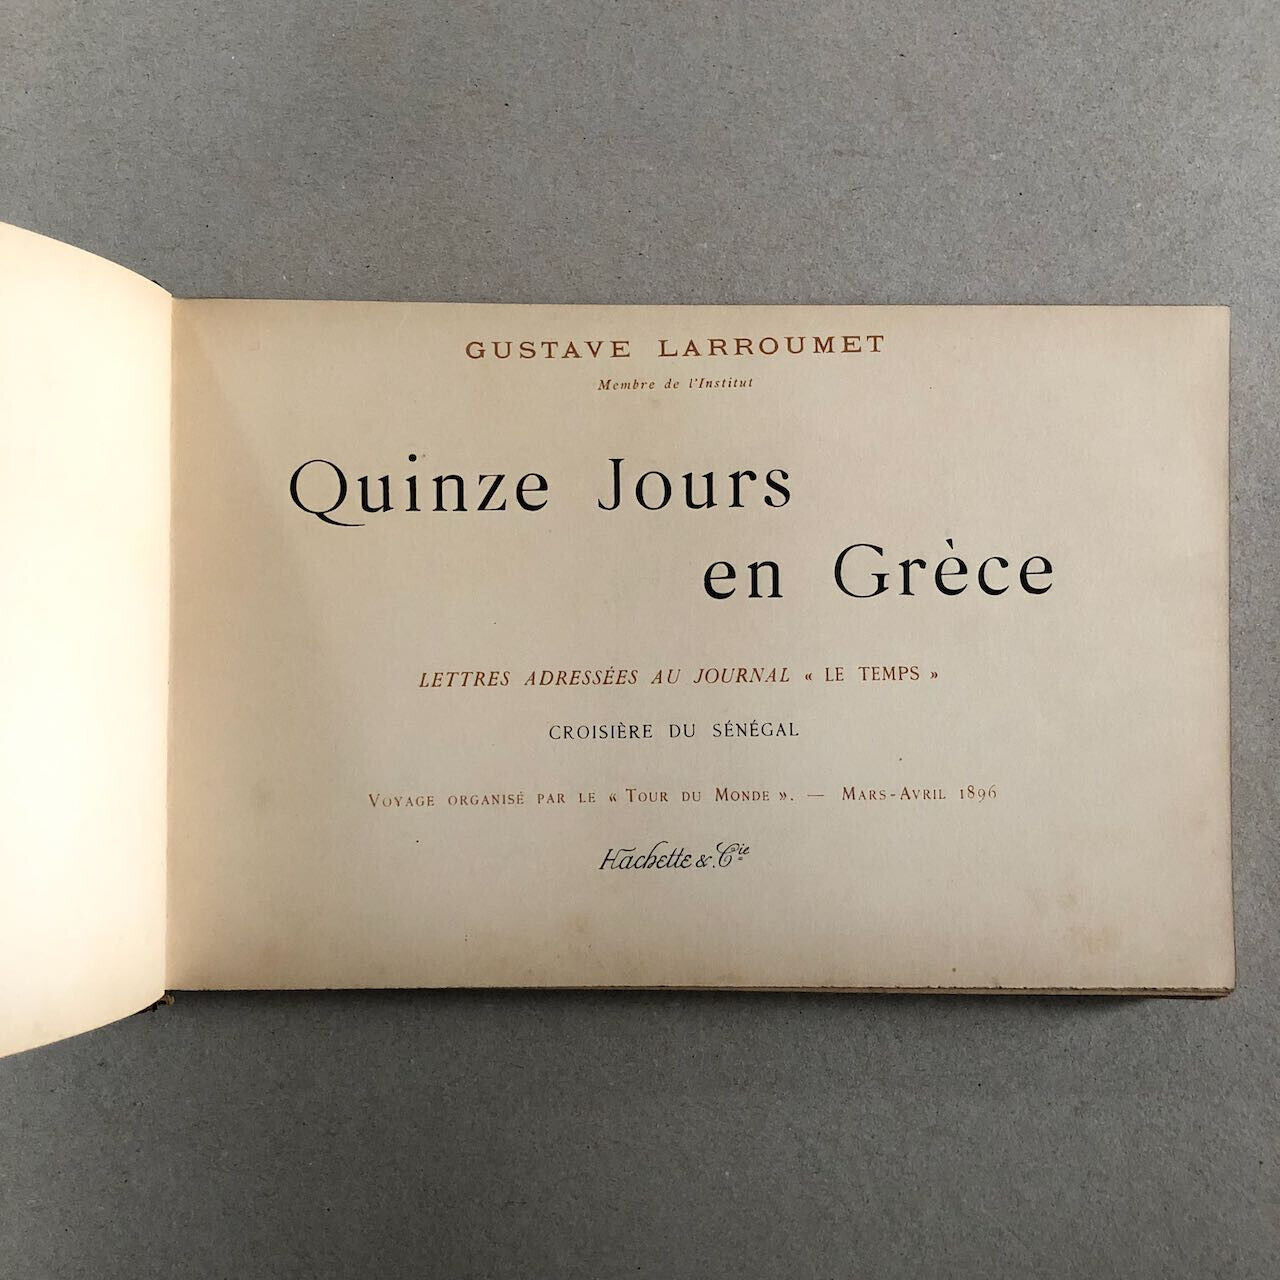 GUSTAVE LARROUMET
Membre de l'Institut
Quinze Jours
en Grèce
LETTRES ADRESSÉES AU JOURNAL « LE TEMPS »
CROISIÈRE DU SÉNÉGAL
VOYAGE ORGANISÉ PAR LE « TOUR DU MONDE ». — MARS-AVRIL 1896
Hachette & Cie